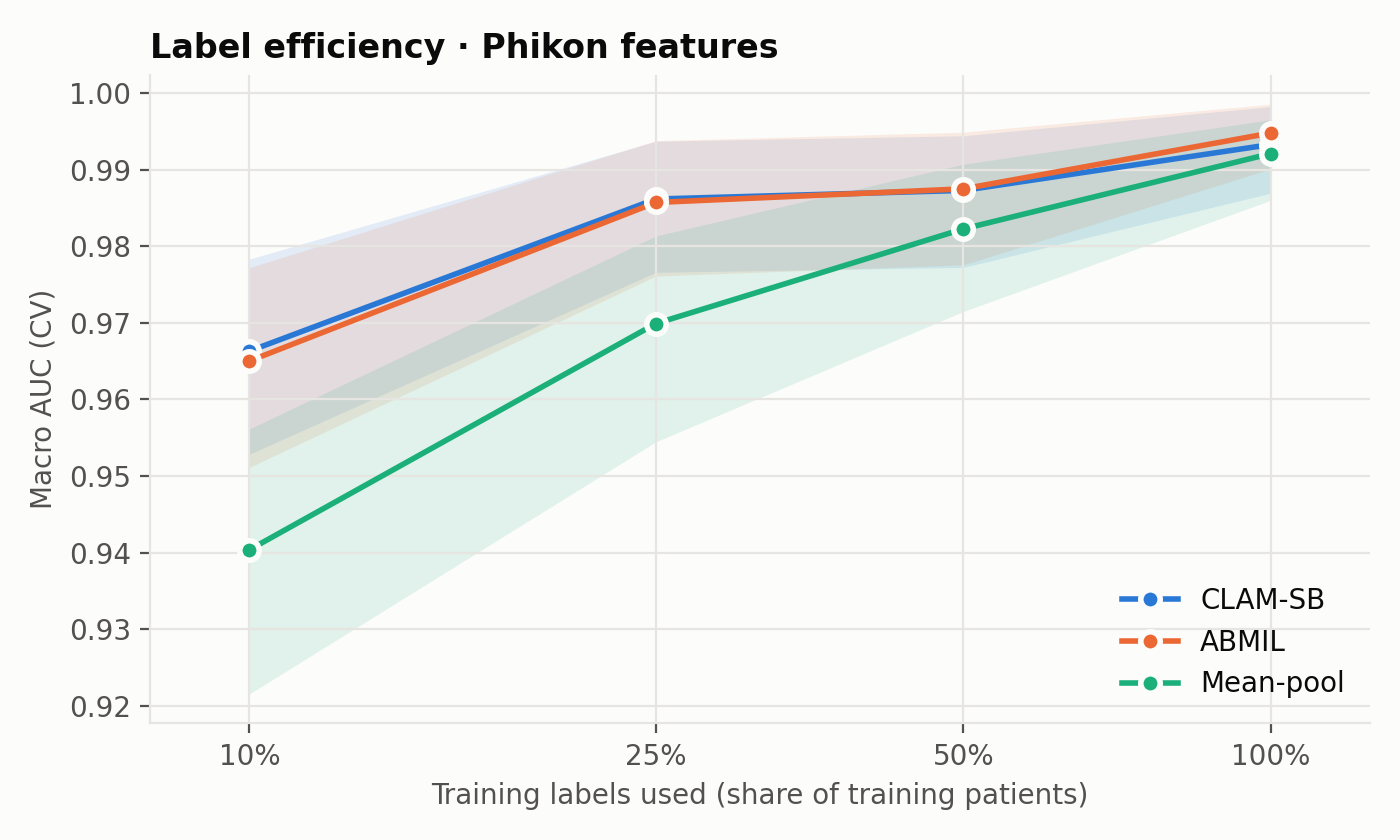 Label efficiency · Phikon features
Macro AUC (CV)
1.00
0.99
0.98
0.97
0.96
0.95
0.94
0.93
0.92
CLAM-SB
ABMIL
Mean-pool
10%
25%
50%
100%
Training labels used (share of training patients)